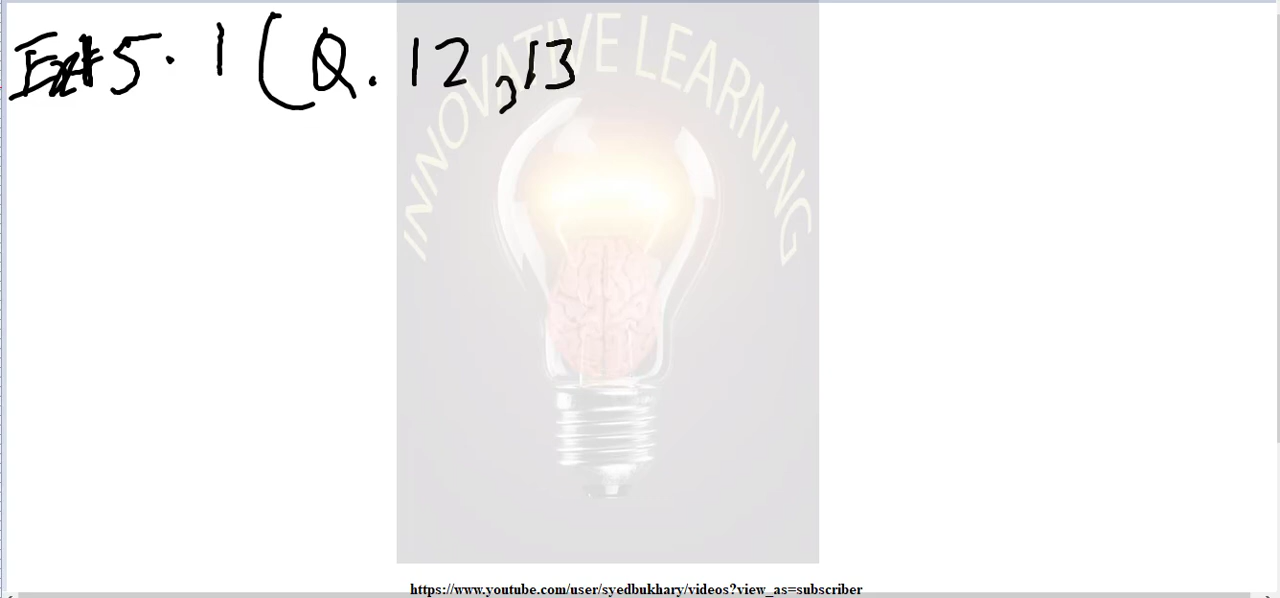 Ex# 5.1 (Q. 12,13
INNOVATIVE LEARNING
https://www.youtube.com/user/syedbukhary/videos?view_as=subscriber